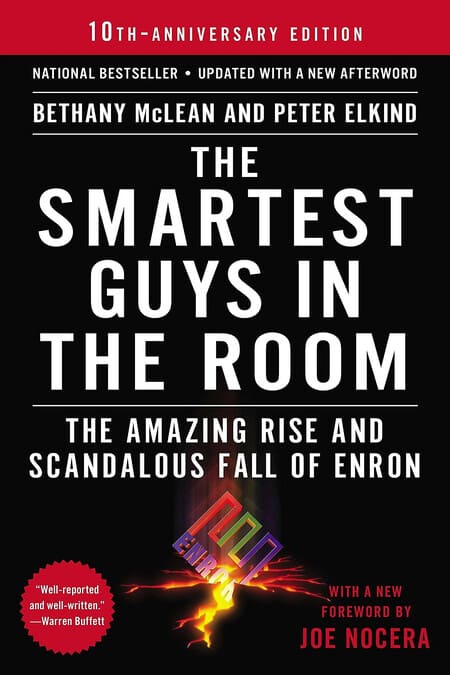 10TH-ANNIVERSARY EDITION
NATIONAL BESTSELLER • UPDATED WITH A NEW AFTERWORD
BETHANY McLEAN AND PETER ELKIND
THE
SMARTEST
GUYS IN
THE ROOM
THE AMAZING RISE AND
SCANDALOUS FALL OF ENRON
ENRON
"Well-reported
and well-written."
—Warren Buffett
WITH A NEW
FOREWORD BY
JOE NOCERA